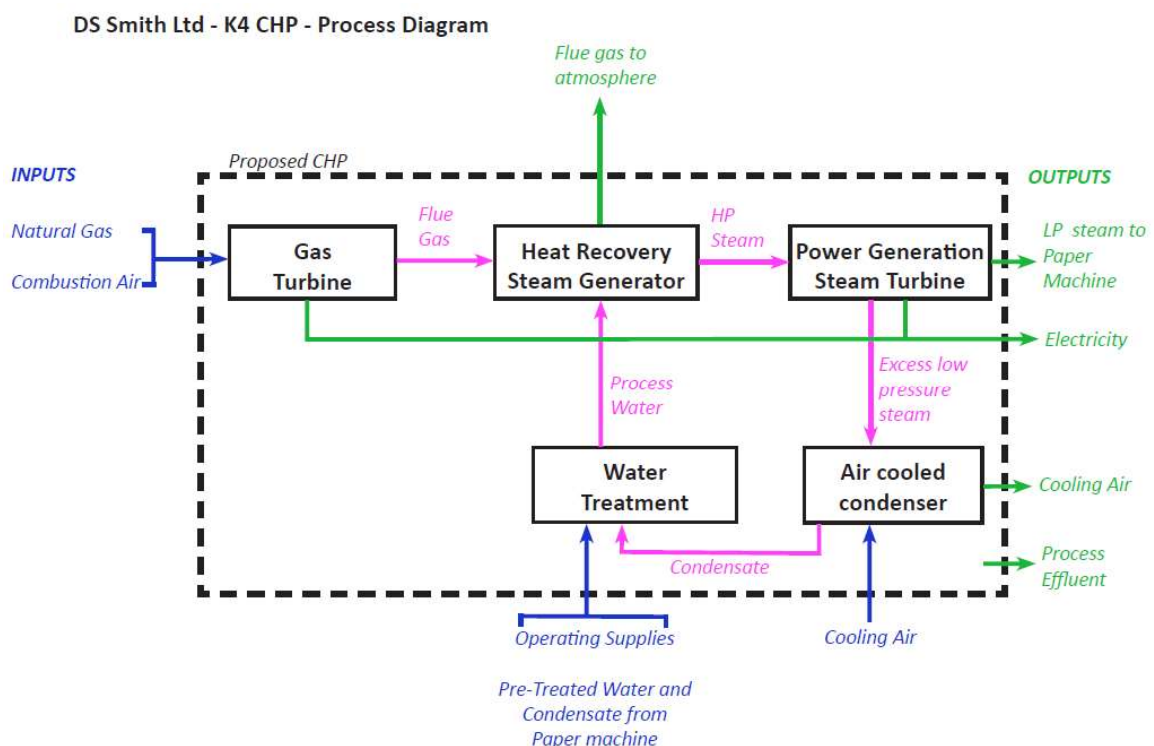 DS Smith Ltd - K4 CHP - Process Diagram
Flue gas to
atmosphere
Proposed CHP
INPUTS
OUTPUTS
Natural Gas
Combustion Air
Gas
Turbine
Flue
Gas
Heat Recovery
Steam Generator
HP
Steam
Power Generation
Steam Turbine
LP steam to
Paper
Machine
Electricity
Process
Water
Excess low
pressure
steam
Water
Treatment
Air cooled
condenser
Cooling Air
Condensate
Process
Effluent
Operating Supplies
Cooling Air
Pre-Treated Water and
Condensate from
Paper machine